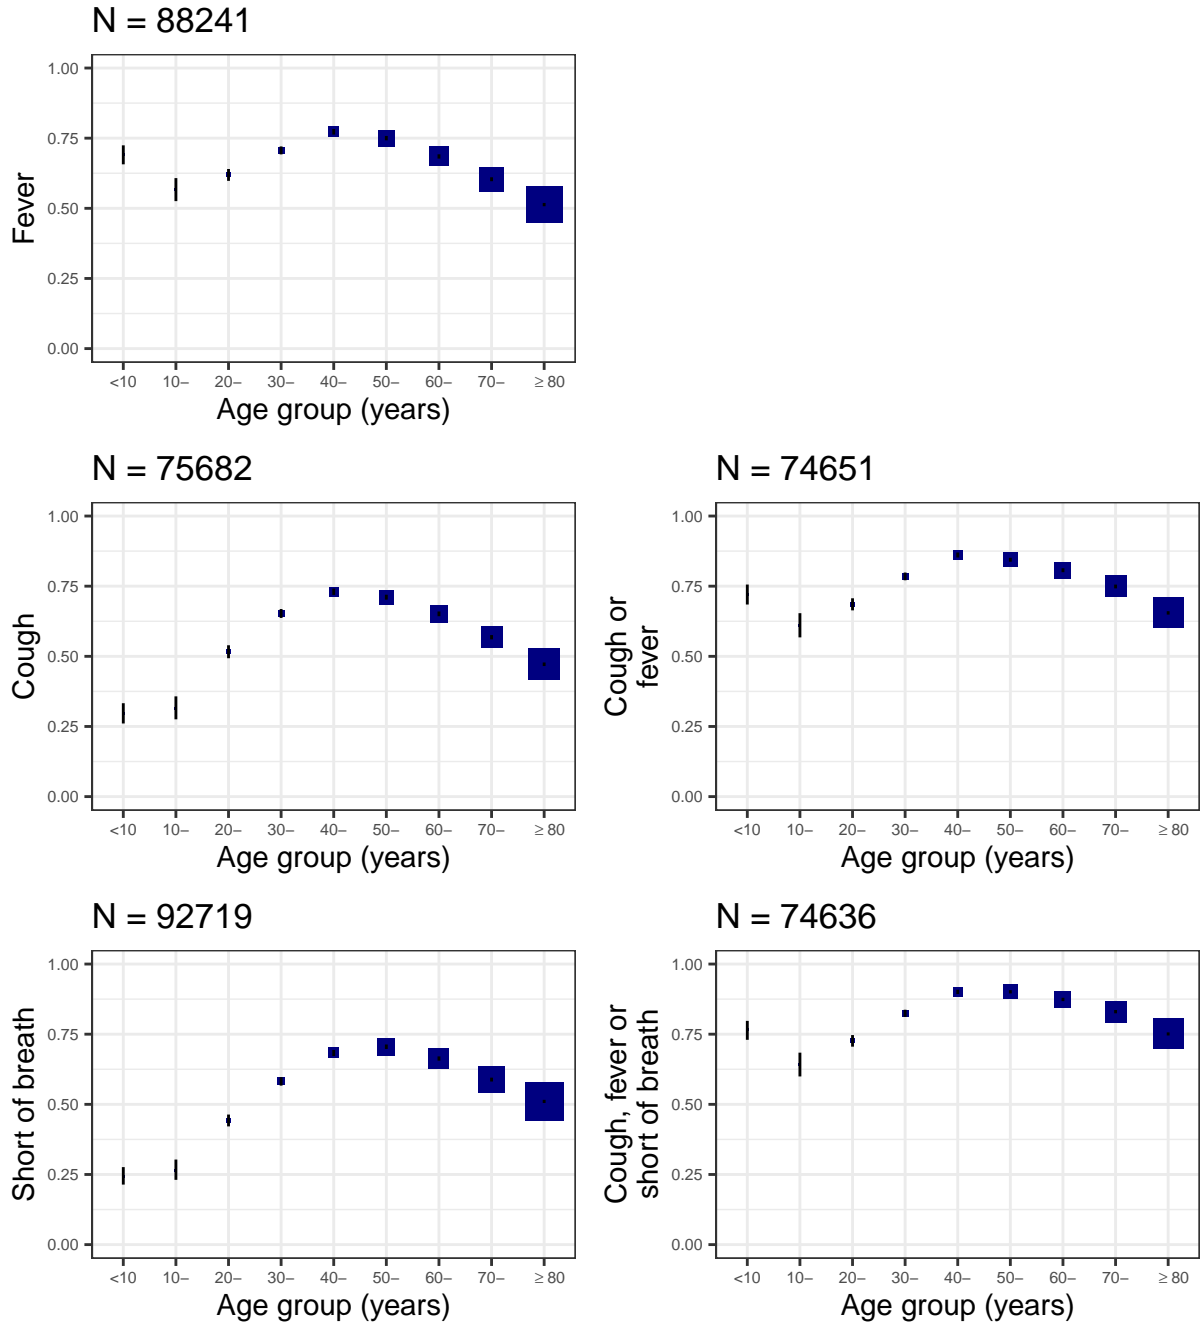 N = 88241
Fever
1.00
0.75
0.50
0.25
0.00
<10 10− 20− 30− 40− 50− 60− 70− ≥ 80
Age group (years)
N = 75682
Cough
1.00
0.75
0.50
0.25
0.00
<10 10− 20− 30− 40− 50− 60− 70− ≥ 80
Age group (years)
N = 74651
Cough or
fever
1.00
0.75
0.50
0.25
0.00
<10 10− 20− 30− 40− 50− 60− 70− ≥ 80
Age group (years)
N = 92719
Short of breath
1.00
0.75
0.50
0.25
0.00
<10 10− 20− 30− 40− 50− 60− 70− ≥ 80
Age group (years)
N = 74636
Cough, fever or
short of breath
1.00
0.75
0.50
0.25
0.00
<10 10− 20− 30− 40− 50− 60− 70− ≥ 80
Age group (years)